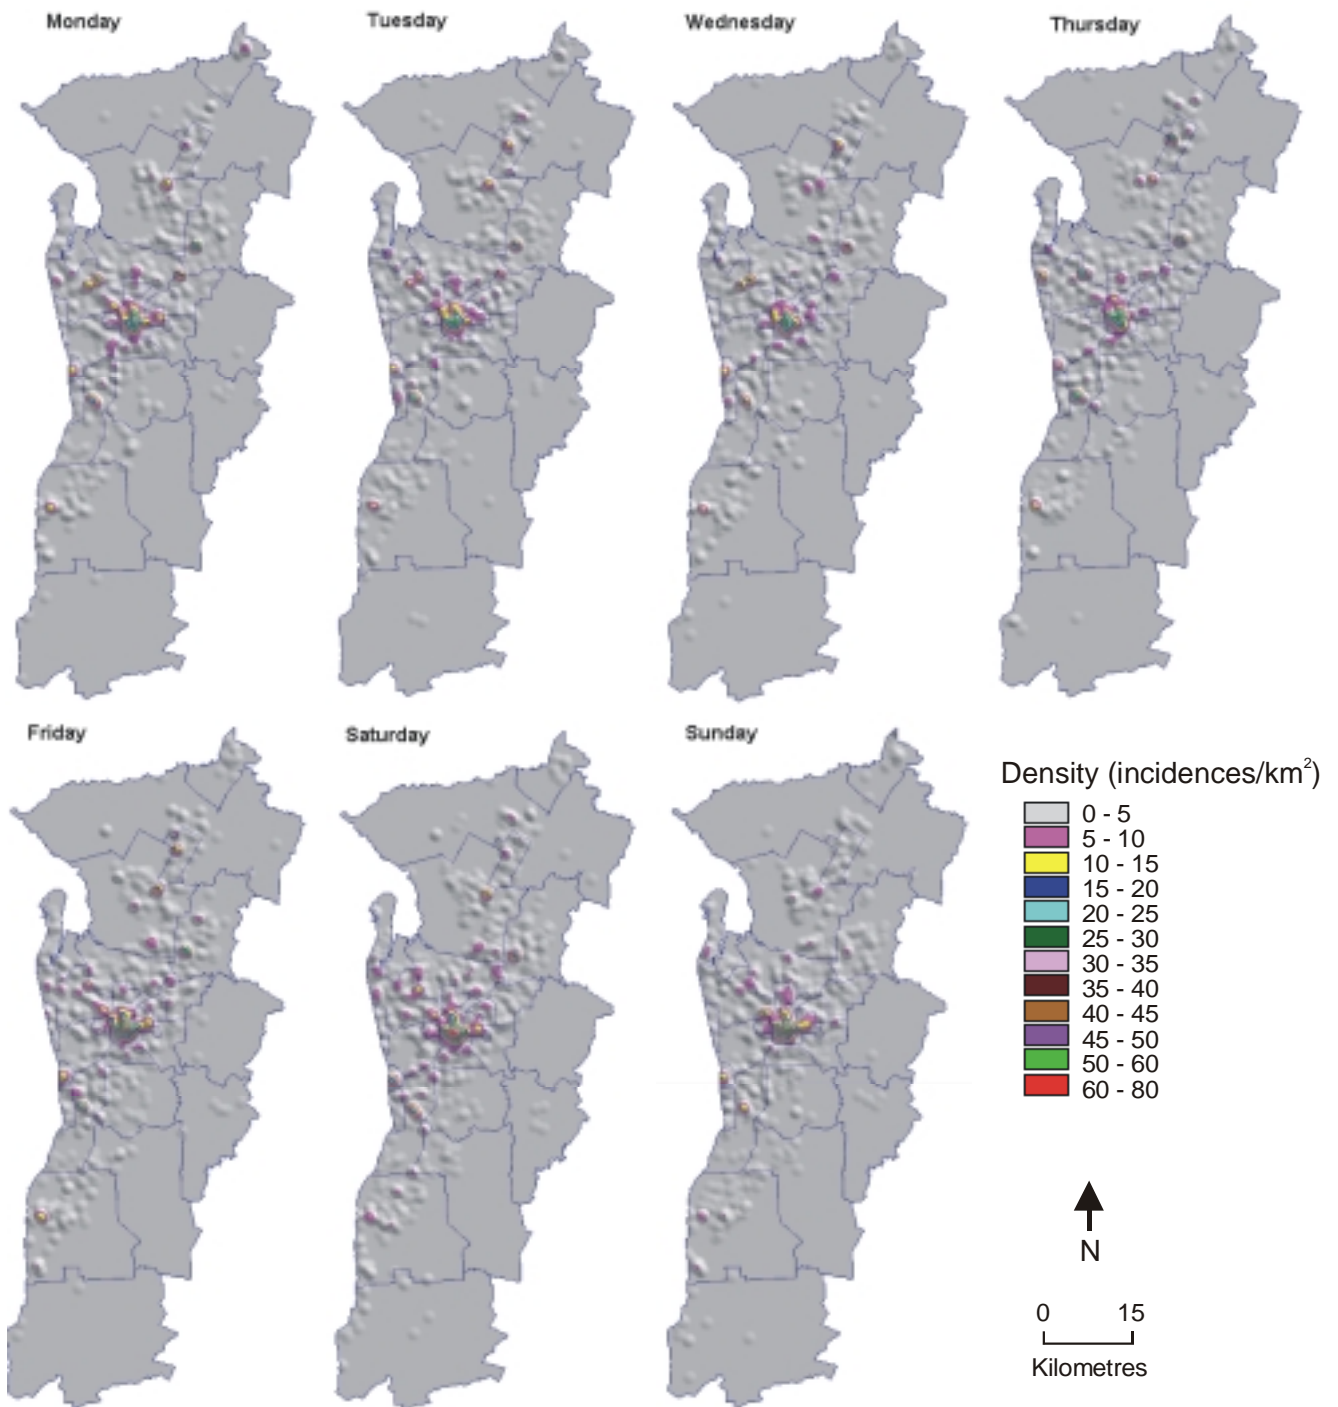 Monday
Tuesday
Wednesday
Thursday
Friday
Saturday
Sunday
Density (incidences/km²)
0 - 5
5 - 10
10 - 15
15 - 20
20 - 25
25 - 30
30 - 35
35 - 40
40 - 45
45 - 50
50 - 60
60 - 80
N
0 15
Kilometres